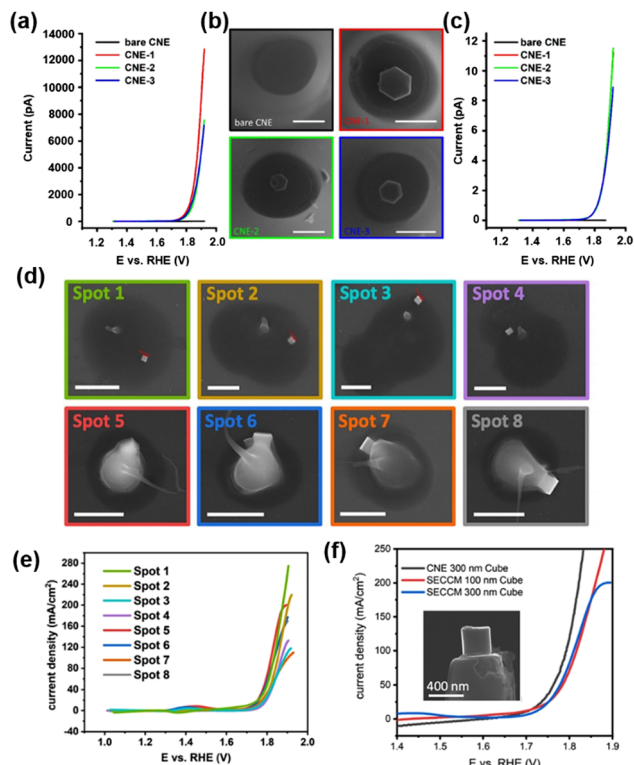 (a)
bare CNE
CNE-1
CNE-2
CNE-3
Current (pA)
14000
12000
10000
8000
6000
4000
2000
0
1.2 1.4 1.6 1.8 2.0
E vs. RHE (V)
(b)
bare CNE
CNE-1
CNE-2
CNE-3
(c)
bare CNE
CNE-1
CNE-2
CNE-3
Current (pA)
12
10
8
6
4
2
0
1.2 1.4 1.6 1.8 2.0
E vs. RHE (V)
(d)
Spot 1 Spot 2 Spot 3 Spot 4
Spot 5 Spot 6 Spot 7 Spot 8
(e)
Spot 1
Spot 2
Spot 3
Spot 4
Spot 5
Spot 6
Spot 7
Spot 8
current density (mA/cm²)
280
240
200
160
120
80
40
0
-40
1.0 1.2 1.4 1.6 1.8 2.0
E vs. RHE (V)
(f)
CNE 300 nm Cube
SECCM 100 nm Cube
SECCM 300 nm Cube
current density (mA/cm²)
250
200
150
100
50
0
400 nm
1.4 1.5 1.6 1.7 1.8 1.9
E vs. RHE (V)